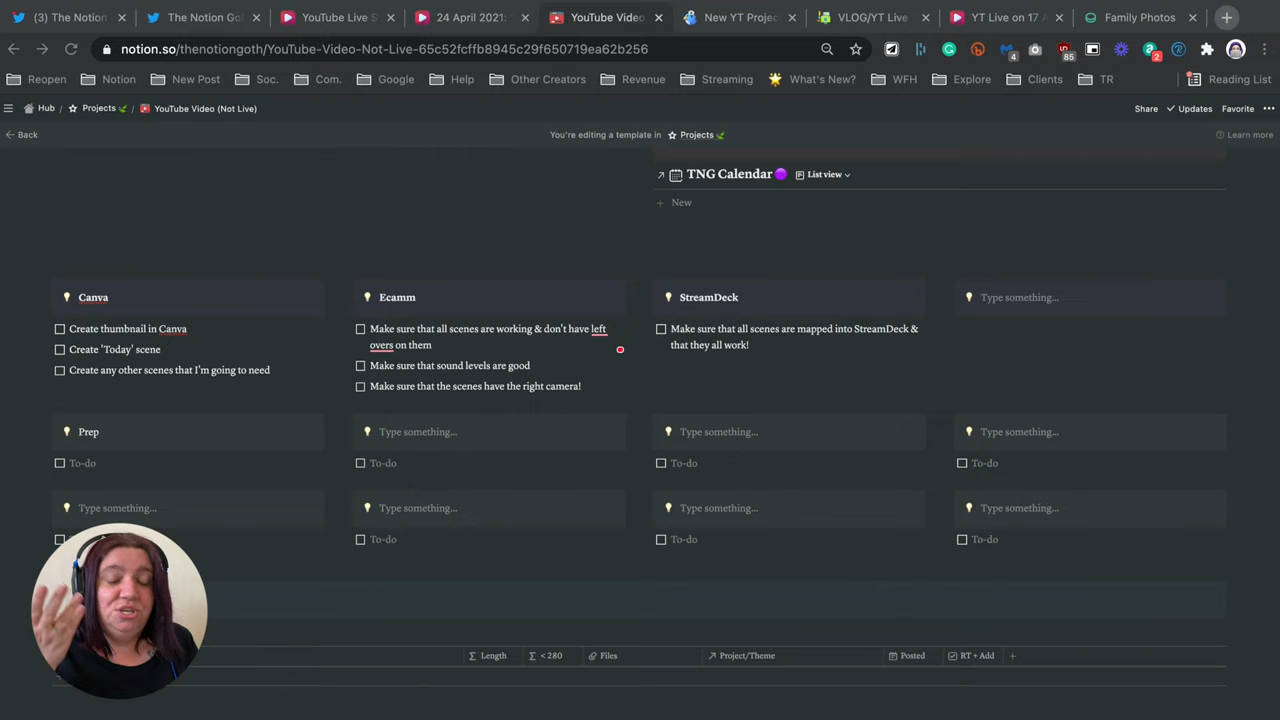 (3) The Notion
The Notion Go
YouTube Live S
24 April 2021:
YouTube Video
New YT Projec
VLOG/YT Live
YT Live on 17 A
Family Photos
notion.so/thenotiongoth/YouTube-Video-Not-Live-65c52fcffb8945c29f650719ea62b256
4
85
2
Reopen
Notion
New Post
Soc.
Com.
Google
Help
Other Creators
Revenue
Streaming
What's New?
WFH
Explore
Clients
TR
Reading List
Hub / Projects / YouTube Video (Not Live)
Share
Updates
Favorite
Back
You're editing a template in Projects
Learn more
TNG Calendar
List view
New
Canva
Create thumbnail in Canva
Create 'Today' scene
Create any other scenes that I'm going to need
Ecamm
Make sure that all scenes are working & don't have left
overs on them
Make sure that sound levels are good
Make sure that the scenes have the right camera!
StreamDeck
Make sure that all scenes are mapped into StreamDeck &
that they all work!
Type something...
Prep
To-do
Type something...
To-do
Type something...
To-do
Type something...
To-do
Type something...
Type something...
To-do
Type something...
To-do
Type something...
To-do
Length
< 280
Files
Project/Theme
Posted
RT + Add